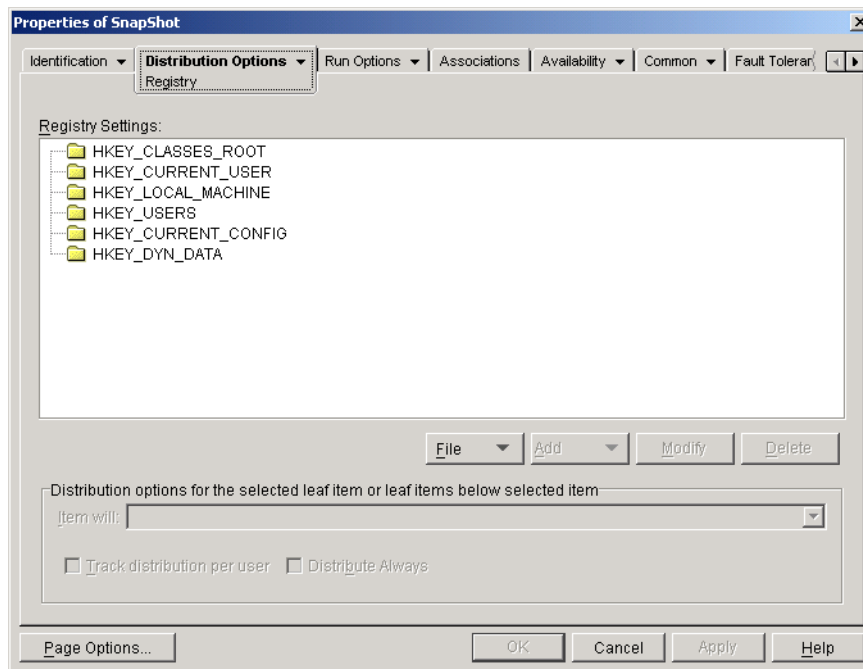 Properties of SnapShot
Identification Distribution Options Run Options Associations Availability Common Fault Toleran
Registry
Registry Settings:
HKEY_CLASSES_ROOT
HKEY_CURRENT_USER
HKEY_LOCAL_MACHINE
HKEY_USERS
HKEY_CURRENT_CONFIG
HKEY_DYN_DATA
File Add Modify Delete
Distribution options for the selected leaf item or leaf items below selected item
Item will:
Track distribution per user Distribute Always
Page Options... OK Cancel Apply Help